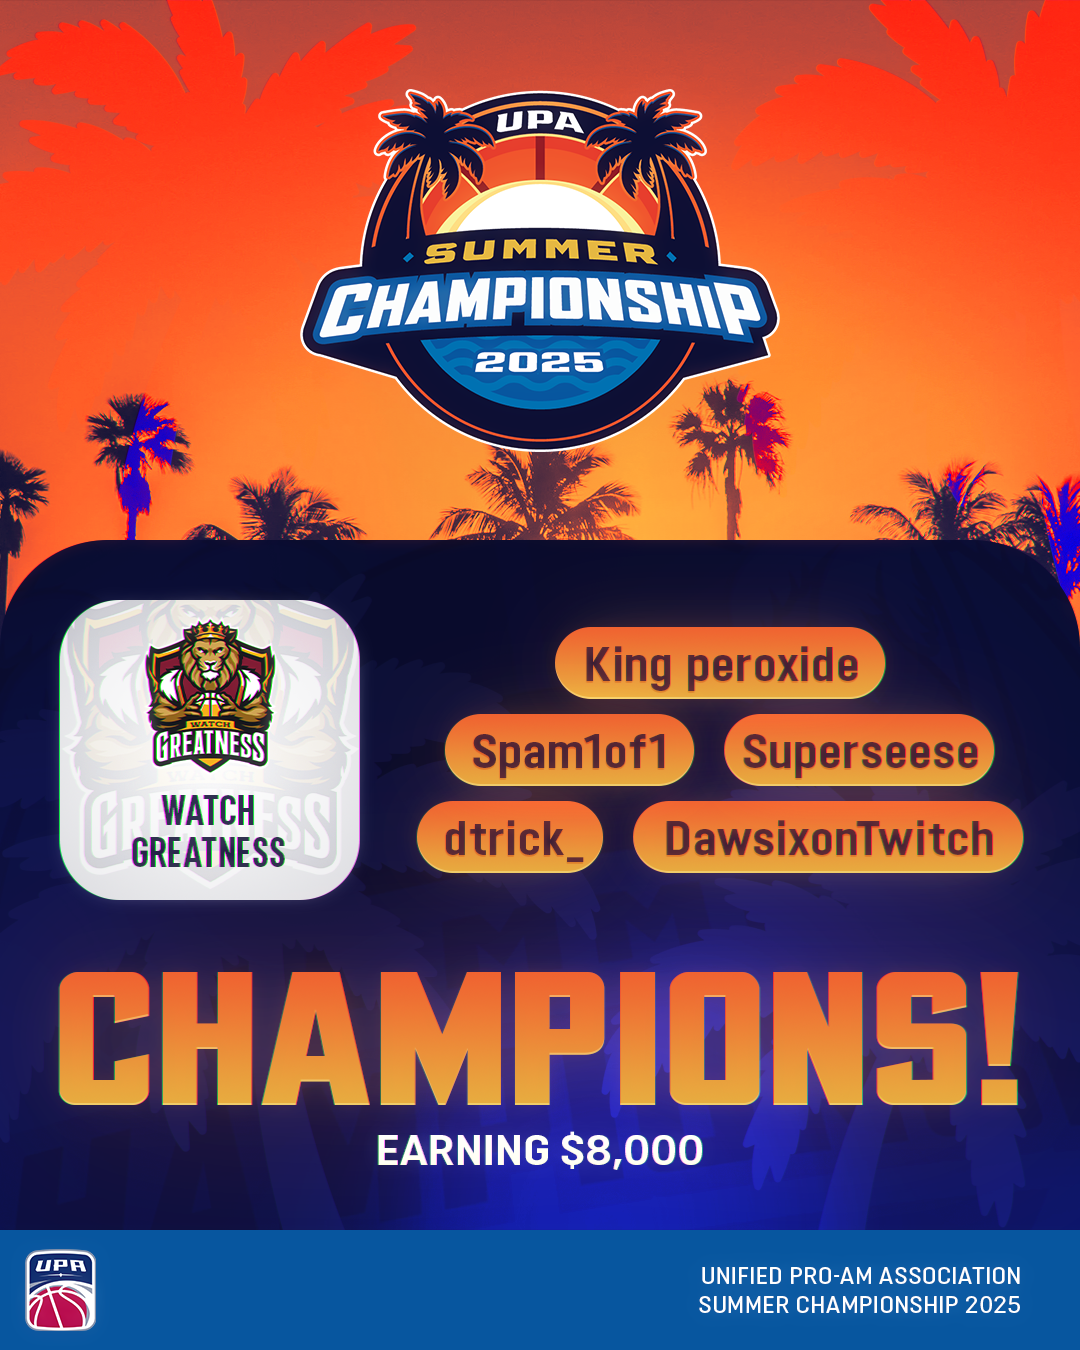 UPA
SUMMER
CHAMPIONSHIP
2025
WATCH
GREATNESS
WATCH
GREATNESS
King peroxide
Spam1of1 Superseese
dtrick_ DawsixonTwitch
CHAMPIONS!
EARNING $8,000
UPA
UNIFIED PRO-AM ASSOCIATION
SUMMER CHAMPIONSHIP 2025